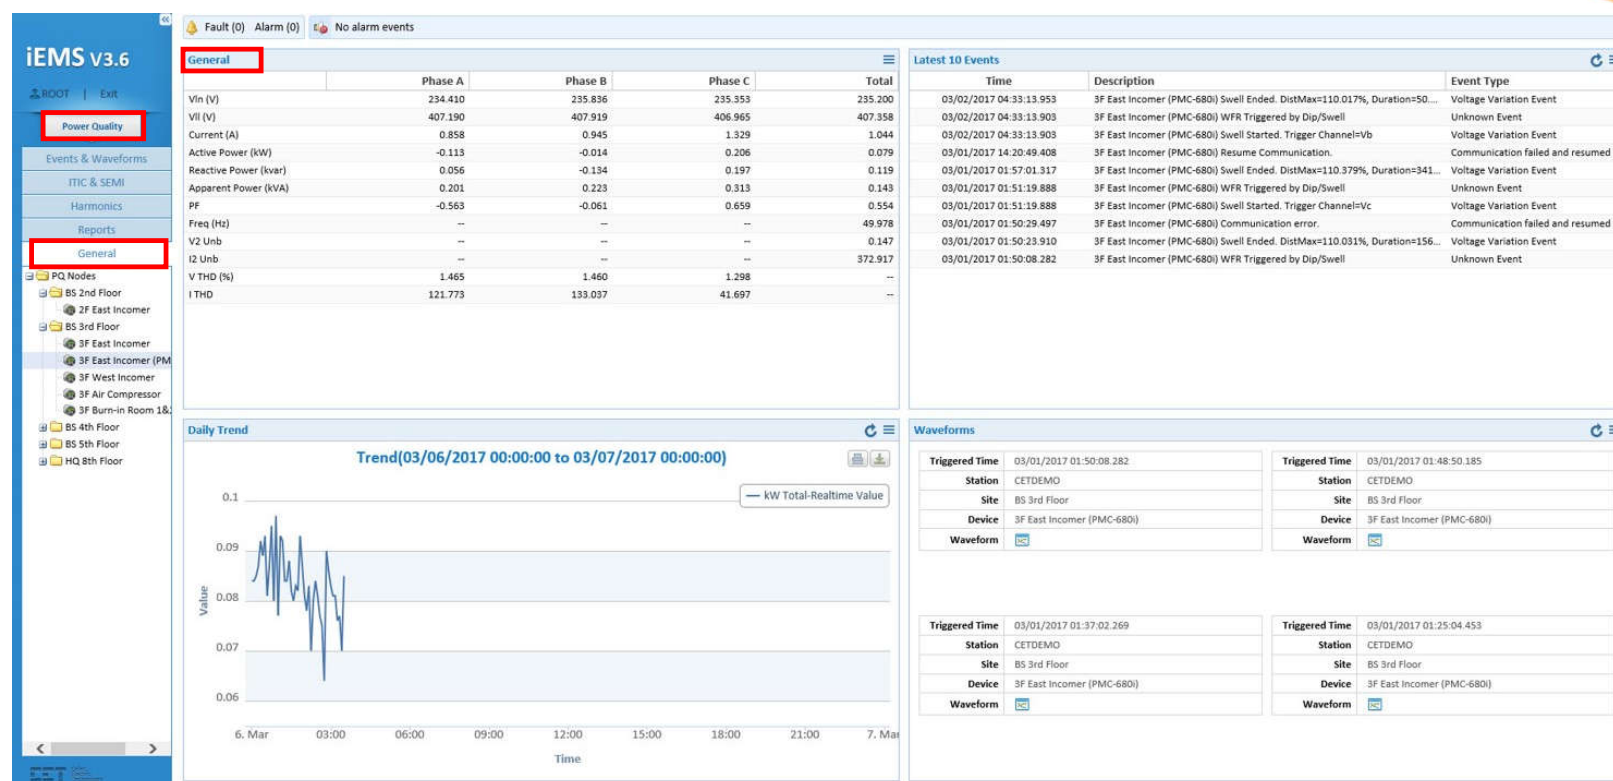 Fault (0) Alarm (0) No alarm events
iEMS V3.6
ROOT | Exit
Power Quality
Events & Waveforms
ITIC & SEMI
Harmonics
Reports
General
PQ Nodes
BS 2nd Floor
2F East Incomer
BS 3rd Floor
3F East Incomer
3F East Incomer (PM
3F West Incomer
3F Air Compressor
3F Burn-in Room 1&
BS 4th Floor
BS 5th Floor
HQ 8th Floor
CET
General
Phase A Phase B Phase C Total
Vln (V) 234.410 235.836 235.353 235.200
Vll (V) 407.190 407.919 406.965 407.358
Current (A) 0.858 0.945 1.329 1.044
Active Power (kW) -0.113 -0.014 0.206 0.079
Reactive Power (kvar) 0.056 -0.134 0.197 0.119
Apparent Power (kVA) 0.201 0.223 0.313 0.143
PF -0.563 -0.061 0.659 0.554
Freq (Hz) -- -- -- 49.978
V2 Unb -- -- -- 0.147
I2 Unb -- -- -- 372.917
V THD (%) 1.465 1.460 1.298 --
I THD 121.773 133.037 41.697 --
Latest 10 Events
Time Description Event Type
03/02/2017 04:33:13.953 3F East Incomer (PMC-680i) Swell Ended. DistMax=110.017%, Duration=50.... Voltage Variation Event
03/02/2017 04:33:13.903 3F East Incomer (PMC-680i) WFR Triggered by Dip/Swell Unknown Event
03/02/2017 04:33:13.903 3F East Incomer (PMC-680i) Swell Started. Trigger Channel=Vb Voltage Variation Event
03/01/2017 14:20:49.408 3F East Incomer (PMC-680i) Resume Communication. Communication failed and resumed
03/01/2017 01:57:01.317 3F East Incomer (PMC-680i) Swell Ended. DistMax=110.379%, Duration=341... Voltage Variation Event
03/01/2017 01:51:19.888 3F East Incomer (PMC-680i) WFR Triggered by Dip/Swell Unknown Event
03/01/2017 01:51:19.888 3F East Incomer (PMC-680i) Swell Started. Trigger Channel=Vc Voltage Variation Event
03/01/2017 01:50:29.497 3F East Incomer (PMC-680i) Communication error. Communication failed and resumed
03/01/2017 01:50:23.910 3F East Incomer (PMC-680i) Swell Ended. DistMax=110.031%, Duration=156... Voltage Variation Event
03/01/2017 01:50:08.282 3F East Incomer (PMC-680i) WFR Triggered by Dip/Swell Unknown Event
Daily Trend
Trend(03/06/2017 00:00:00 to 03/07/2017 00:00:00)
kW Total-Realtime Value
0.1
0.09
0.08
0.07
0.06
Value
6. Mar 03:00 06:00 09:00 12:00 15:00 18:00 21:00 7. Mar
Time
Waveforms
Triggered Time 03/01/2017 01:50:08.282
Station CETDEMO
Site BS 3rd Floor
Device 3F East Incomer (PMC-680i)
Waveform
Triggered Time 03/01/2017 01:48:50.185
Station CETDEMO
Site BS 3rd Floor
Device 3F East Incomer (PMC-680i)
Waveform
Triggered Time 03/01/2017 01:37:02.269
Station CETDEMO
Site BS 3rd Floor
Device 3F East Incomer (PMC-680i)
Waveform
Triggered Time 03/01/2017 01:25:04.453
Station CETDEMO
Site BS 3rd Floor
Device 3F East Incomer (PMC-680i)
Waveform